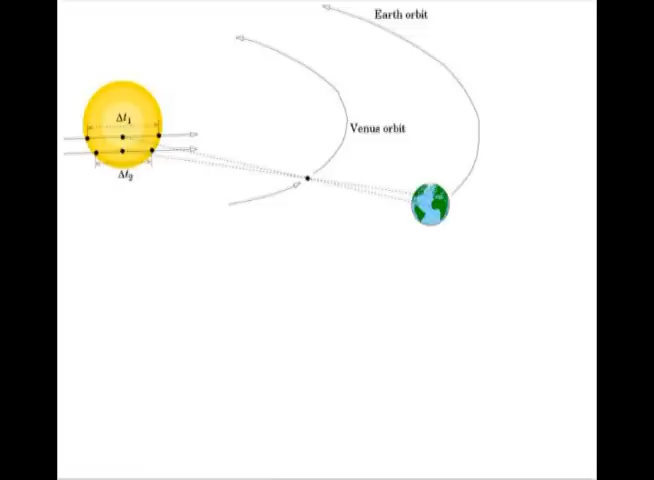 Earth orbit
Δt₁
Venus orbit
Δt₂